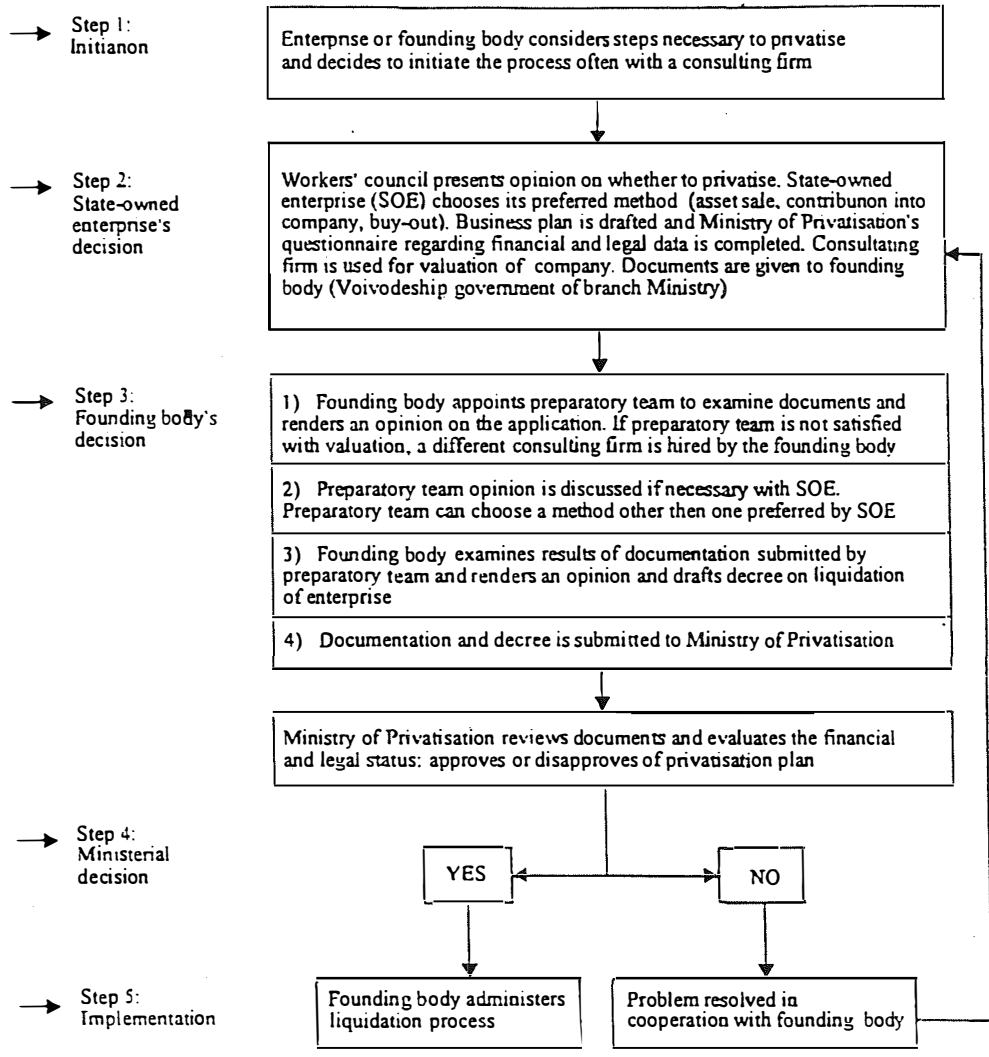 Step 1:
Initianon
Enterprise or founding body considers steps necessary to privatise
and decides to initiate the process often with a consulting firm
Step 2:
State-owned
enterprise's
decision
Workers' council presents opinion on whether to privatise. State-owned
enterprise (SOE) chooses its preferred method (asset sale, contribunon into
company, buy-out). Business plan is drafted and Ministry of Privatisation's
questionnaire regarding financial and legal data is completed. Consultating
firm is used for valuation of company. Documents are given to founding
body (Voivodeship government of branch Ministry)
Step 3:
Founding body's
decision
1) Founding body appoints preparatory team to examine documents and
renders an opinion on the application. If preparatory team is not satisfied
with valuation, a different consulting firm is hired by the founding body
2) Preparatory team opinion is discussed if necessary with SOE.
Preparatory team can choose a method other then one preferred by SOE
3) Founding body examines results of documentation submitted by
preparatory team and renders an opinion and drafts decree on liquidation
of enterprise
4) Documentation and decree is submitted to Ministry of Privatisation
Ministry of Privatisation reviews documents and evaluates the financial
and legal status: approves or disapproves of privatisation plan
Step 4:
Ministerial
decision
YES
NO
Step 5:
Implementation
Founding body administers
liquidation process
Problem resolved in
cooperation with founding body